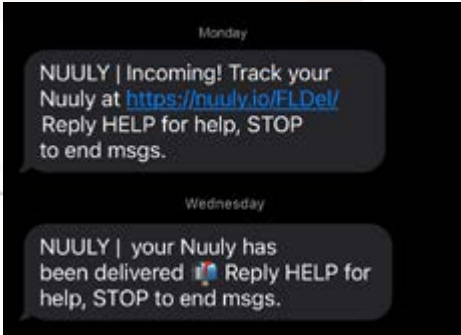 Monday
NUULY | Incoming! Track your
Nuuly at https://nuuly.io/FLDel/
Reply HELP for help, STOP
to end msgs.
Wednesday
NUULY | your Nuuly has
been delivered 📬 Reply HELP for
help, STOP to end msgs.